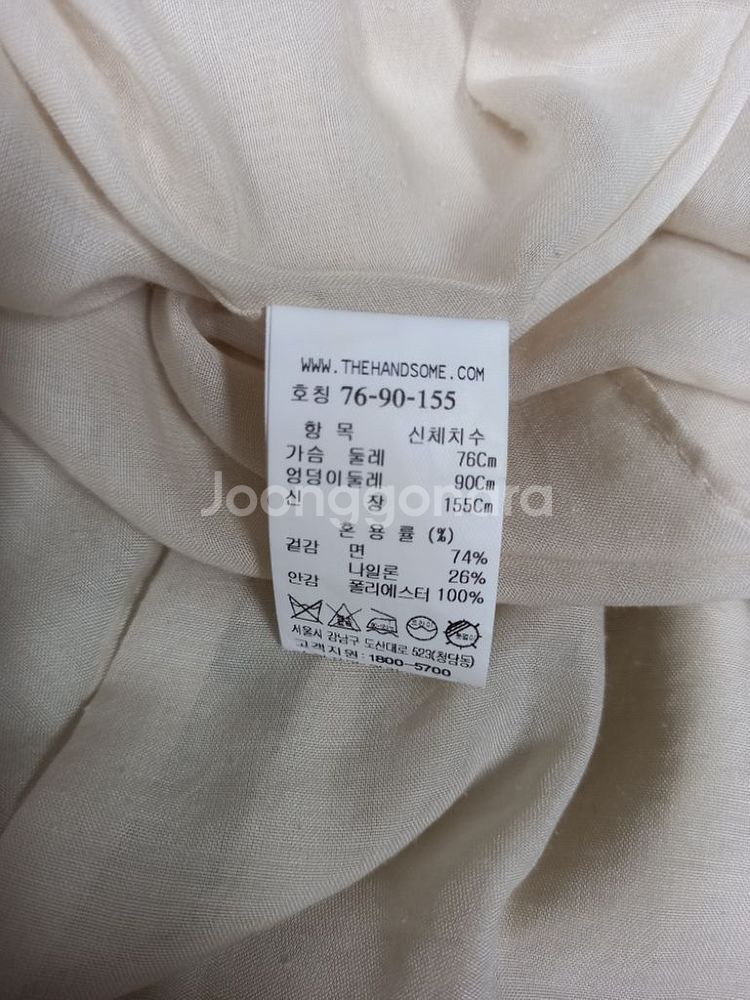 WWW.THEHANDSOME.COM
호칭 76-90-155
항 목 신체치수
가슴 둘레 76Cm
엉덩이둘레 90Cm
신 장 155Cm
Joonggonara
혼 용 률 (%)
겉감 면 74%
나일론 26%
안감 폴리에스터 100%
서울시 강남구 도산대로 523(청담동)
고객지원:1800-5700